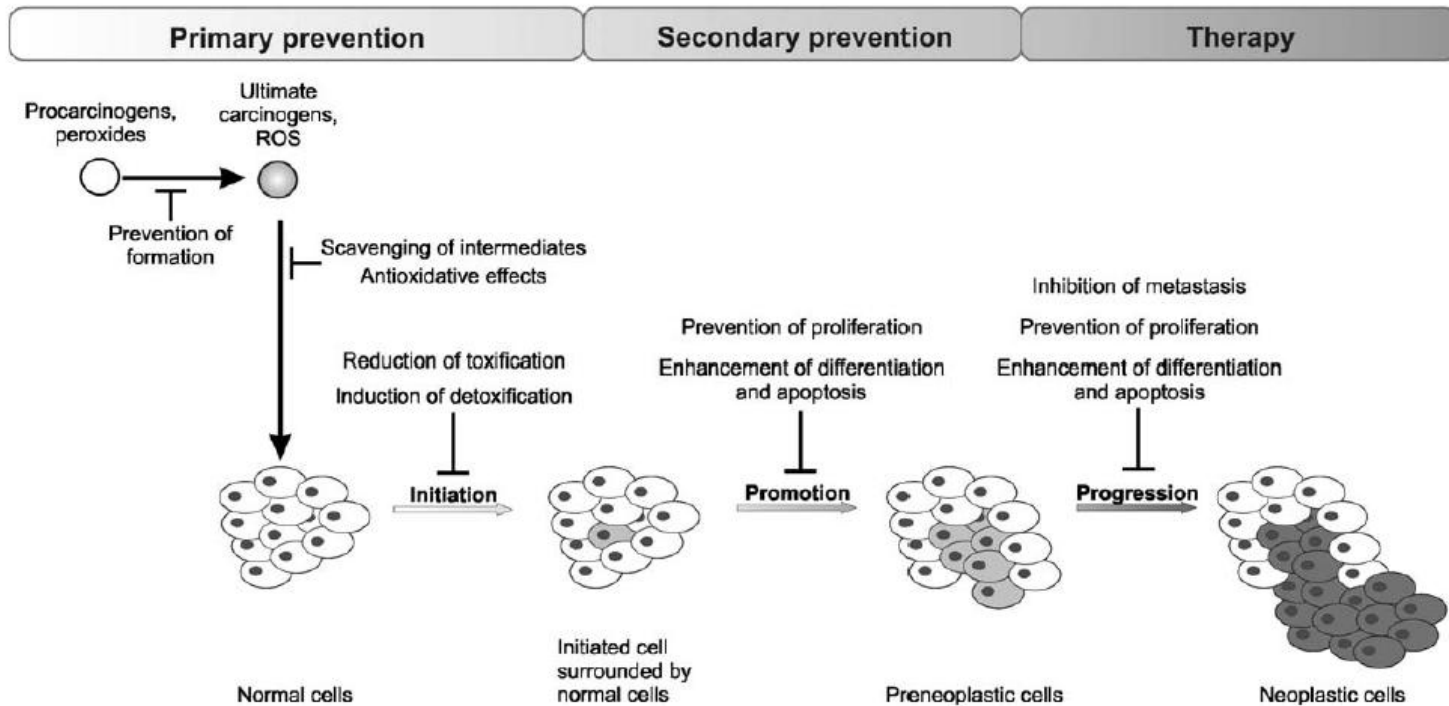 Primary prevention
Secondary prevention
Therapy
Procarcinogens,
peroxides
Ultimate
carcinogens,
ROS
Prevention of
formation
Scavenging of intermediates
Antioxidative effects
Reduction of toxification
Induction of detoxification
Prevention of proliferation
Enhancement of differentiation
and apoptosis
Inhibition of metastasis
Prevention of proliferation
Enhancement of differentiation
and apoptosis
Initiation
Promotion
Progression
Normal cells
Initiated cell
surrounded by
normal cells
Preneoplastic cells
Neoplastic cells